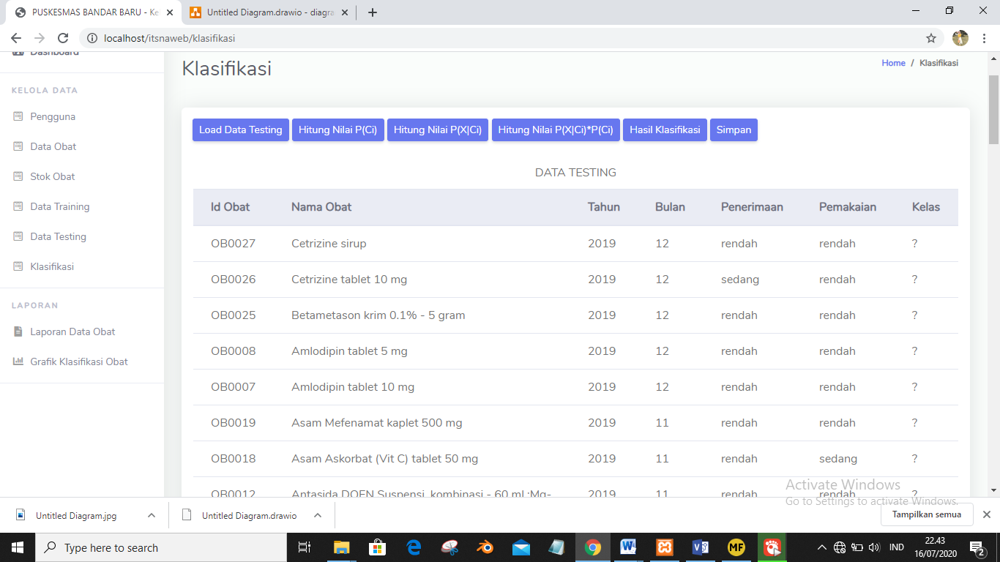 PUSKESMAS BANDAR BARU - Ke
Untitled Diagram.drawio - diagra
localhost/itsnaweb/klasifikasi
Dashboard
KELOLA DATA
Pengguna
Data Obat
Stok Obat
Data Training
Data Testing
Klasifikasi
LAPORAN
Laporan Data Obat
Grafik Klasifikasi Obat
Klasifikasi
Home / Klasifikasi
Load Data Testing Hitung Nilai P(Ci) Hitung Nilai P(X|Ci) Hitung Nilai P(X|Ci)*P(Ci) Hasil Klasifikasi Simpan
DATA TESTING
Id Obat Nama Obat Tahun Bulan Penerimaan Pemakaian Kelas
OB0027 Cetrizine sirup 2019 12 rendah rendah ?
OB0026 Cetrizine tablet 10 mg 2019 12 sedang rendah ?
OB0025 Betametason krim 0.1% - 5 gram 2019 12 rendah rendah ?
OB0008 Amlodipin tablet 5 mg 2019 12 rendah rendah ?
OB0007 Amlodipin tablet 10 mg 2019 12 rendah rendah ?
OB0019 Asam Mefenamat kaplet 500 mg 2019 11 rendah rendah ?
OB0018 Asam Askorbat (Vit C) tablet 50 mg 2019 11 rendah sedang ?
OB0012 Antasida DOEN Suspensi, kombinasi - 60 ml :Mg- 2019 11 rendah rendah ?
Activate Windows
Go to Settings to activate Windows.
Untitled Diagram.jpg
Untitled Diagram.drawio
Tampilkan semua
Type here to search
IND
22.43
16/07/2020
2